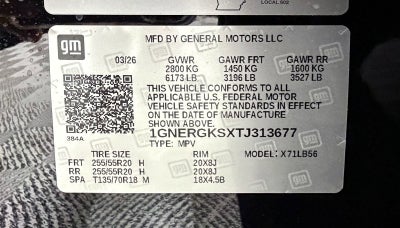 LOCAL 602
gm
MFD BY GENERAL MOTORS LLC
03/26 GVWR GAWR FRT GAWR RR
2800 KG 1450 KG 1600 KG
6173 LB 3196 LB 3527 LB
THIS VEHICLE CONFORMS TO ALL
APPLICABLE U.S. FEDERAL MOTOR
VEHICLE SAFETY STANDARDS IN EFFECT
ON THE DATE OF MANUFACTURE
SHOWN ABOVE.
384A 1GNERGKSXTJ313677
TYPE: MPV
TIRE SIZE RIM MODEL: X71LB56
FRT 255/55R20 H 20X8J
RR 255/55R20 H 20X8J
SPA T135/70R18 M 18X4.5B